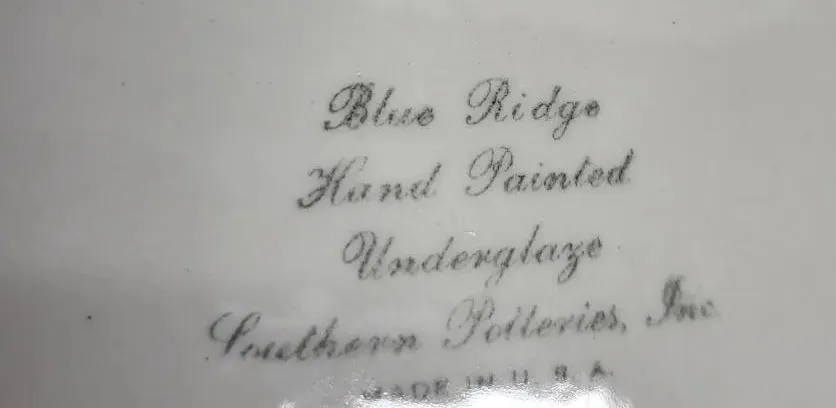 Blue Ridge
Hand Painted
Underglaze
Southern Potteries, Inc
MADE IN U. S. A.